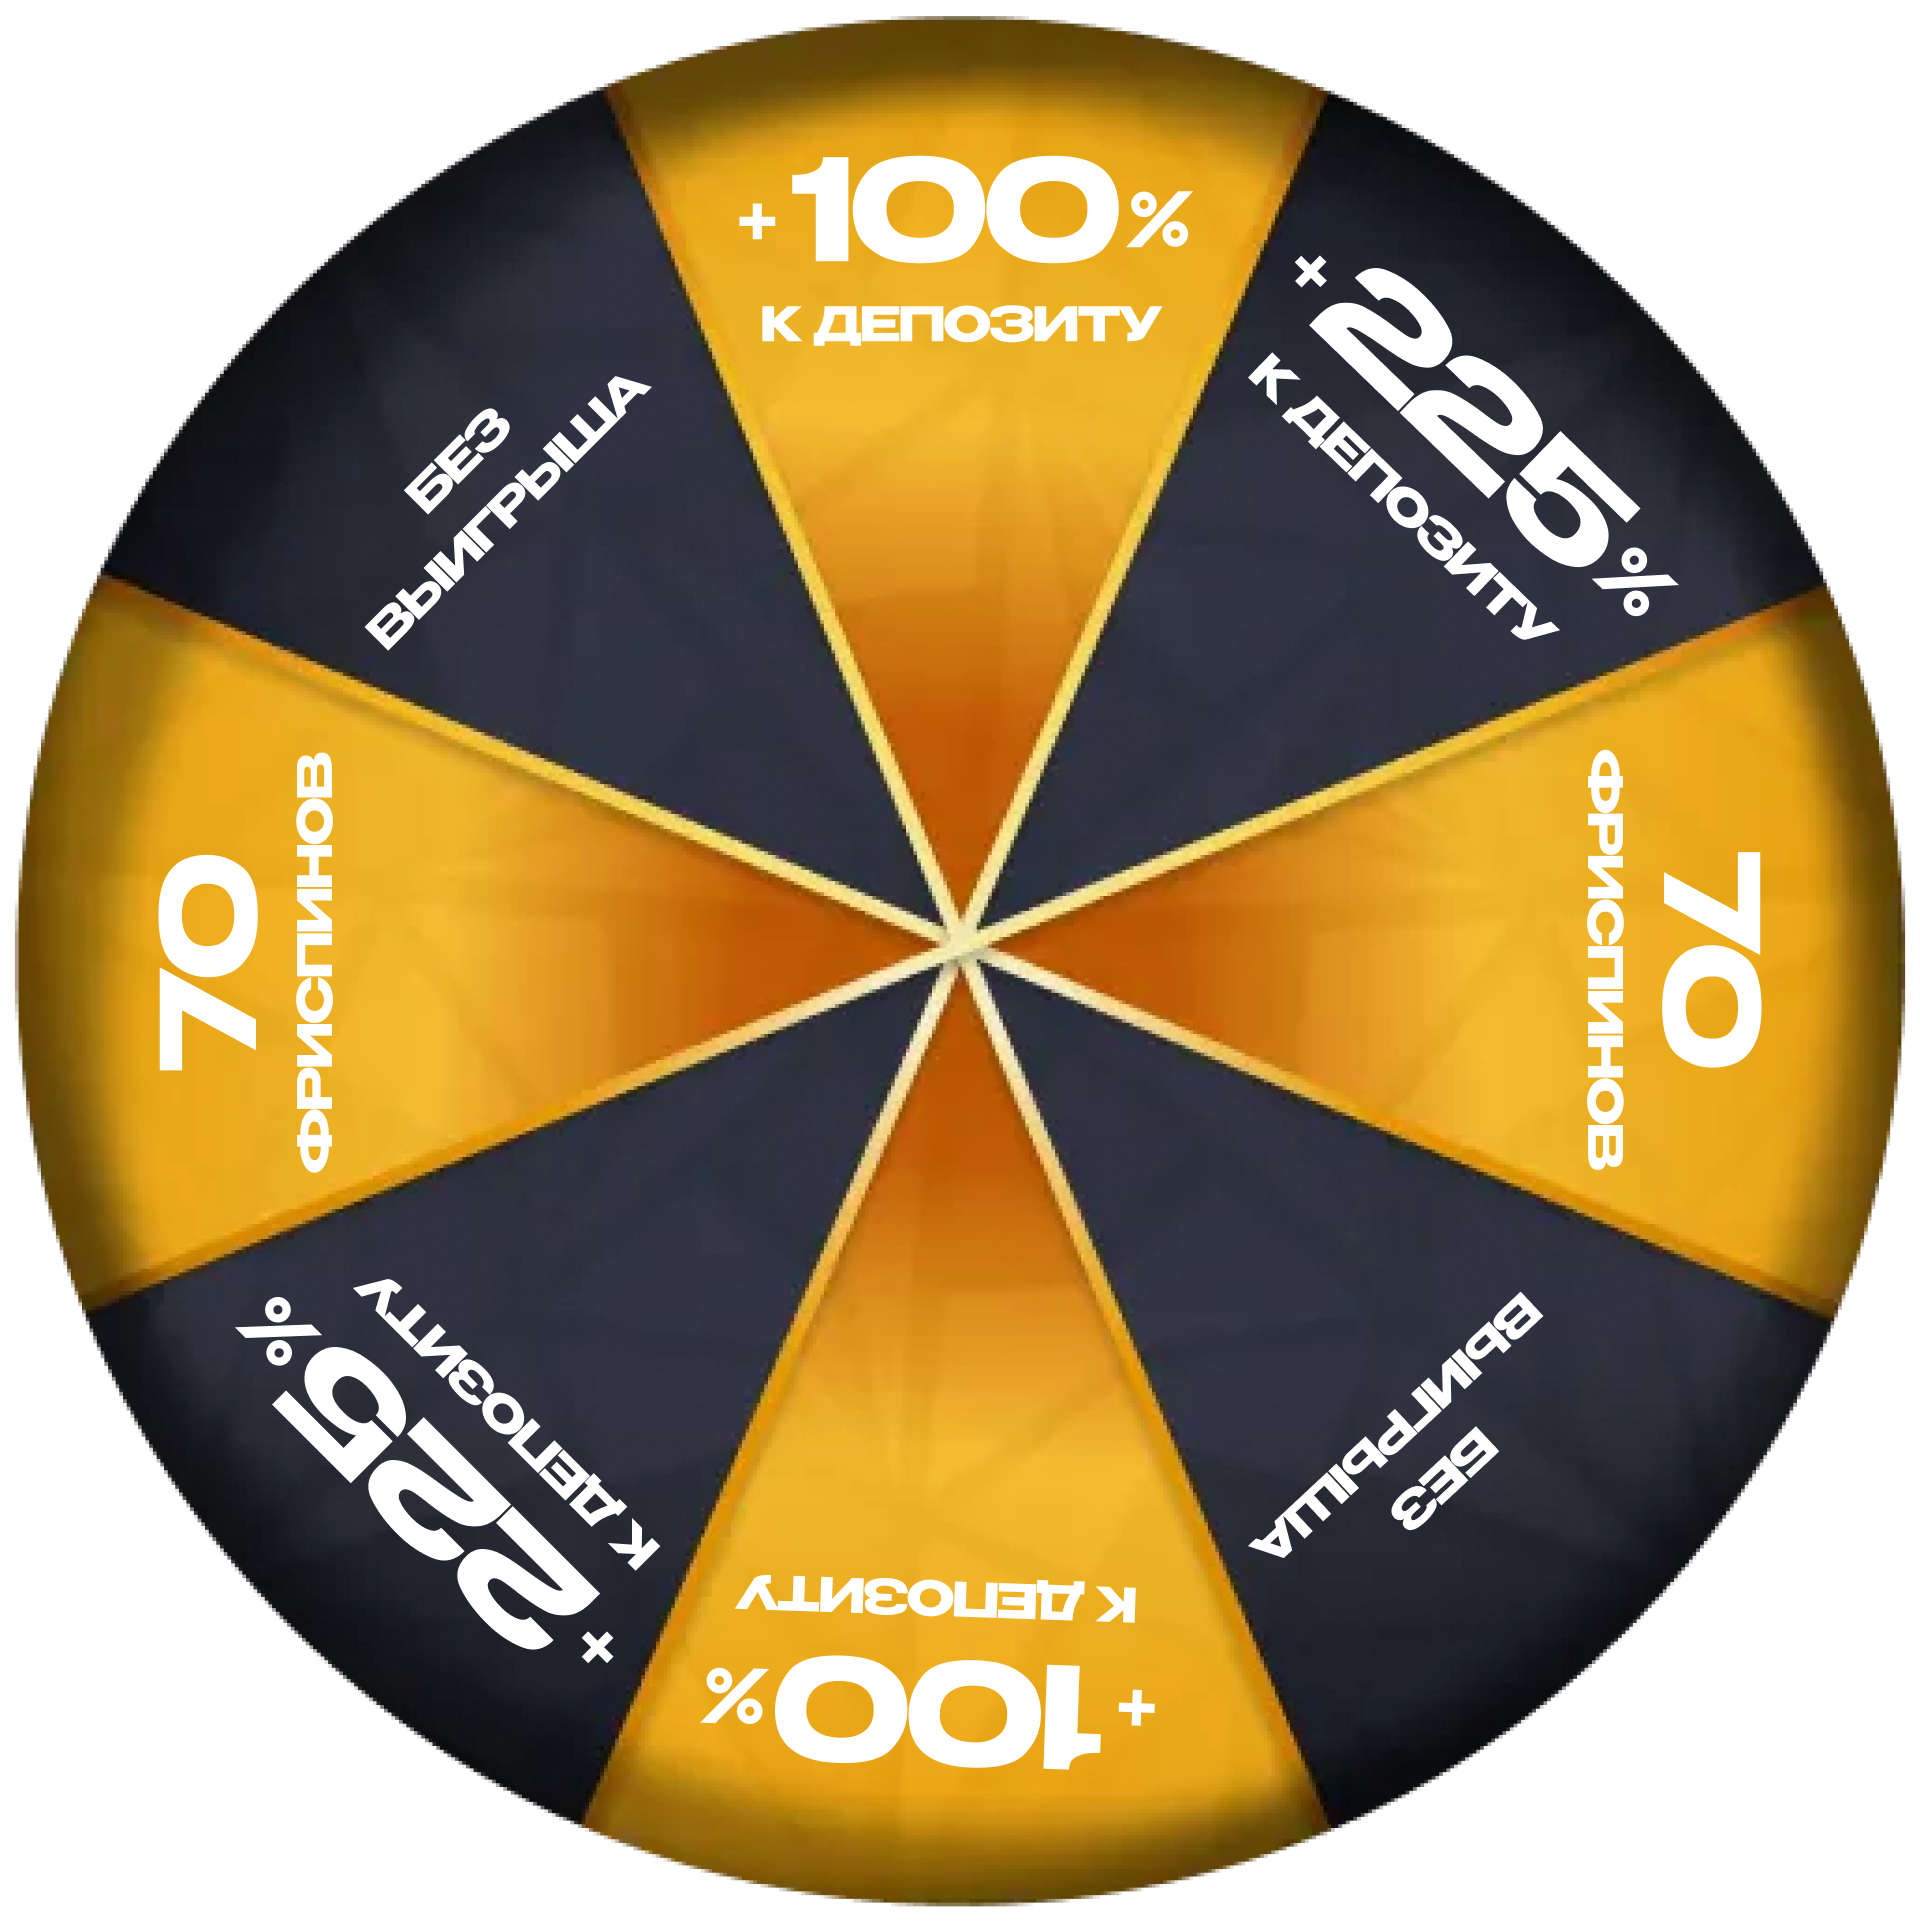 +100%
К ДЕПОЗИТУ
+225%
К ДЕПОЗИТУ
70
ФРИСПИНОВ
БЕЗ
ВЫИГРЫША
+100%
К ДЕПОЗИТУ
+225%
К ДЕПОЗИТУ
70
ФРИСПИНОВ
БЕЗ
ВЫИГРЫША